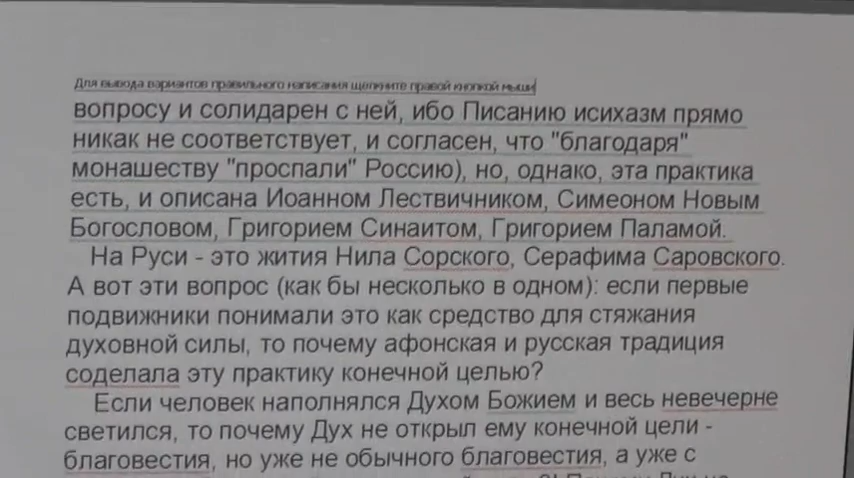 Для вывода вариантов правильного написания щелкните правой кнопкой мыши
вопросу и солидарен с ней, ибо Писанию исихазм прямо
никак не соответствует, и согласен, что "благодаря"
монашеству "проспали" Россию), но, однако, эта практика
есть, и описана Иоанном Лествичником, Симеоном Новым
Богословом, Григорием Синаитом, Григорием Паламой.
На Руси - это жития Нила Сорского, Серафима Саровского.
А вот эти вопрос (как бы несколько в одном): если первые
подвижники понимали это как средство для стяжания
духовной силы, то почему афонская и русская традиция
соделала эту практику конечной целью?
Если человек наполнялся Духом Божием и весь невечерне
светился, то почему Дух не открыл ему конечной цели -
благовестия, но уже не обычного благовестия, а уже с